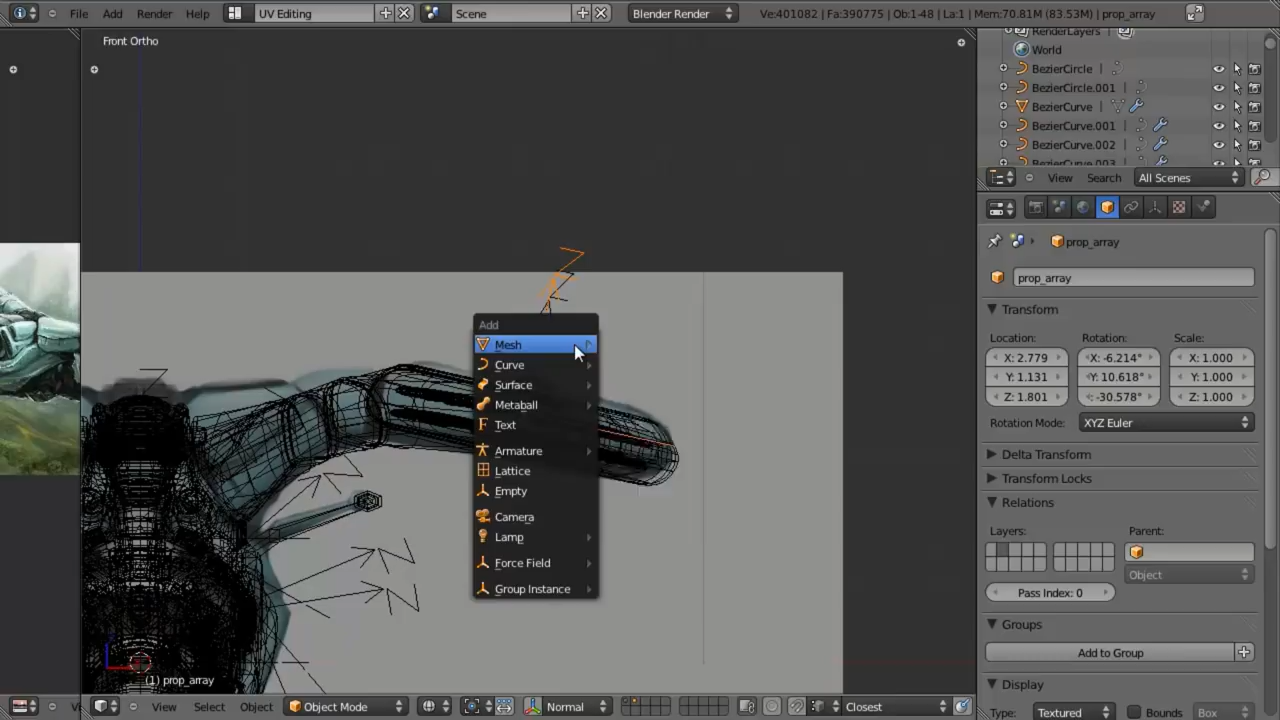 File Add Render Help UV Editing Scene Blender Render Ve:401082 | Fa:390775 | Ob:1-48 | La:1 | Mem:70.81M (83.53M) | prop_array
Front Ortho
RenderLayers |
World
BezierCircle |
BezierCircle.001 |
BezierCurve |
BezierCurve.001 |
BezierCurve.002 |
BezierCurve.003
View Search All Scenes
prop_array
prop_array
Transform
Location: Rotation: Scale:
X: 2.779 X: -6.214° X: 1.000
Y: 1.131 Y: 10.618° Y: 1.000
Z: 1.801 : -30.578° Z: 1.000
Rotation Mode: XYZ Euler
Delta Transform
Transform Locks
Relations
Layers: Parent:
Object
Pass Index: 0
Groups
Add to Group
Display
Type: Textured Bounds Box
Add
Mesh
Curve
Surface
Metaball
Text
Armature
Lattice
Empty
Camera
Lamp
Force Field
Group Instance
(1) prop_array
Vi View Select Object Object Mode Normal Closest